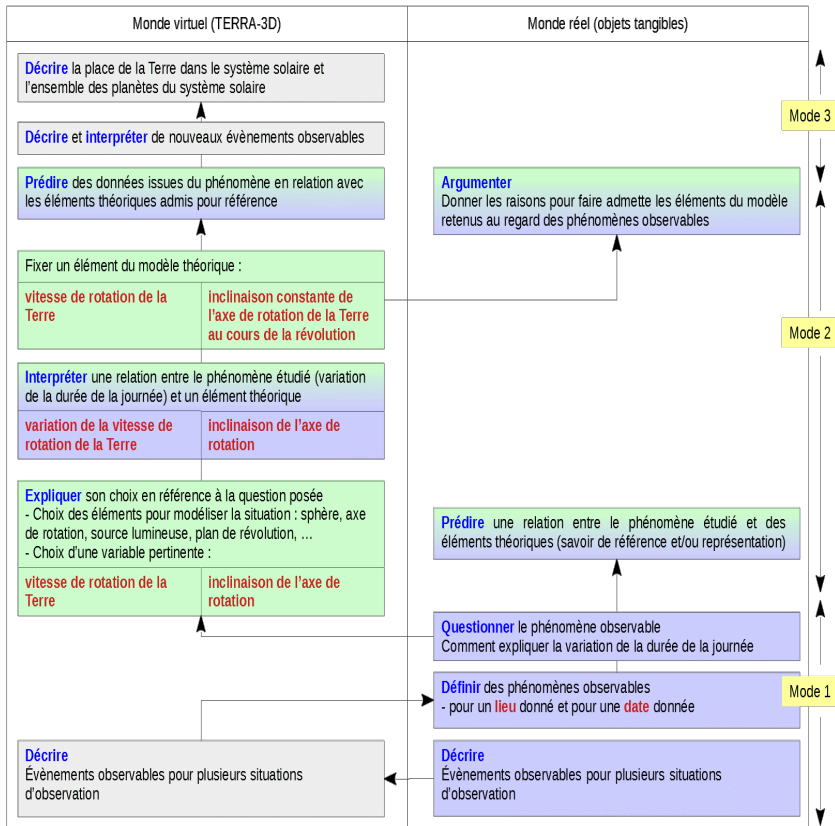 Monde virtuel (TERRA-3D)
Monde réel (objets tangibles)
Décrire la place de la Terre dans le système solaire et
l'ensemble des planètes du système solaire
Décrire et interpréter de nouveaux évènements observables
Mode 3
Prédire des données issues du phénomène en relation avec
les éléments théoriques admis pour référence
Argumenter
Donner les raisons pour faire admette les éléments du modèle
retenus au regard des phénomènes observables
Fixer un élément du modèle théorique :
vitesse de rotation de la
Terre
inclinaison constante de
l'axe de rotation de la Terre
au cours de la révolution
Mode 2
Interpréter une relation entre le phénomène étudié (variation
de la durée de la journée) et un élément théorique
variation de la vitesse de
rotation de la Terre
inclinaison de l'axe de
rotation
Expliquer son choix en référence à la question posée
- Choix des éléments pour modéliser la situation : sphère, axe
de rotation, source lumineuse, plan de révolution, ...
- Choix d'une variable pertinente :
vitesse de rotation de la
Terre
inclinaison de l'axe de
rotation
Prédire une relation entre le phénomène étudié et des
éléments théoriques (savoir de référence et/ou représentation)
Questionner le phénomène observable
Comment expliquer la variation de la durée de la journée
Définir des phénomènes observables
- pour un lieu donné et pour une date donnée
Mode 1
Décrire
Évènements observables pour plusieurs situations
d'observation
Décrire
Évènements observables pour plusieurs situations
d'observation